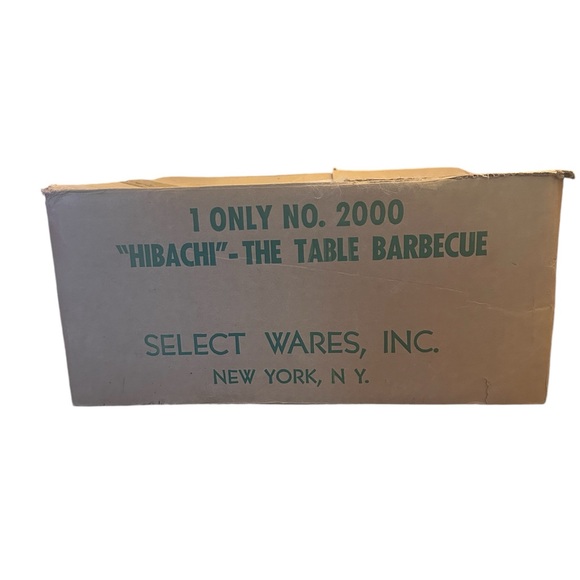 1 ONLY NO. 2000
"HIBACHI"-THE TABLE BARBECUE
SELECT WARES, INC.
NEW YORK, N Y.